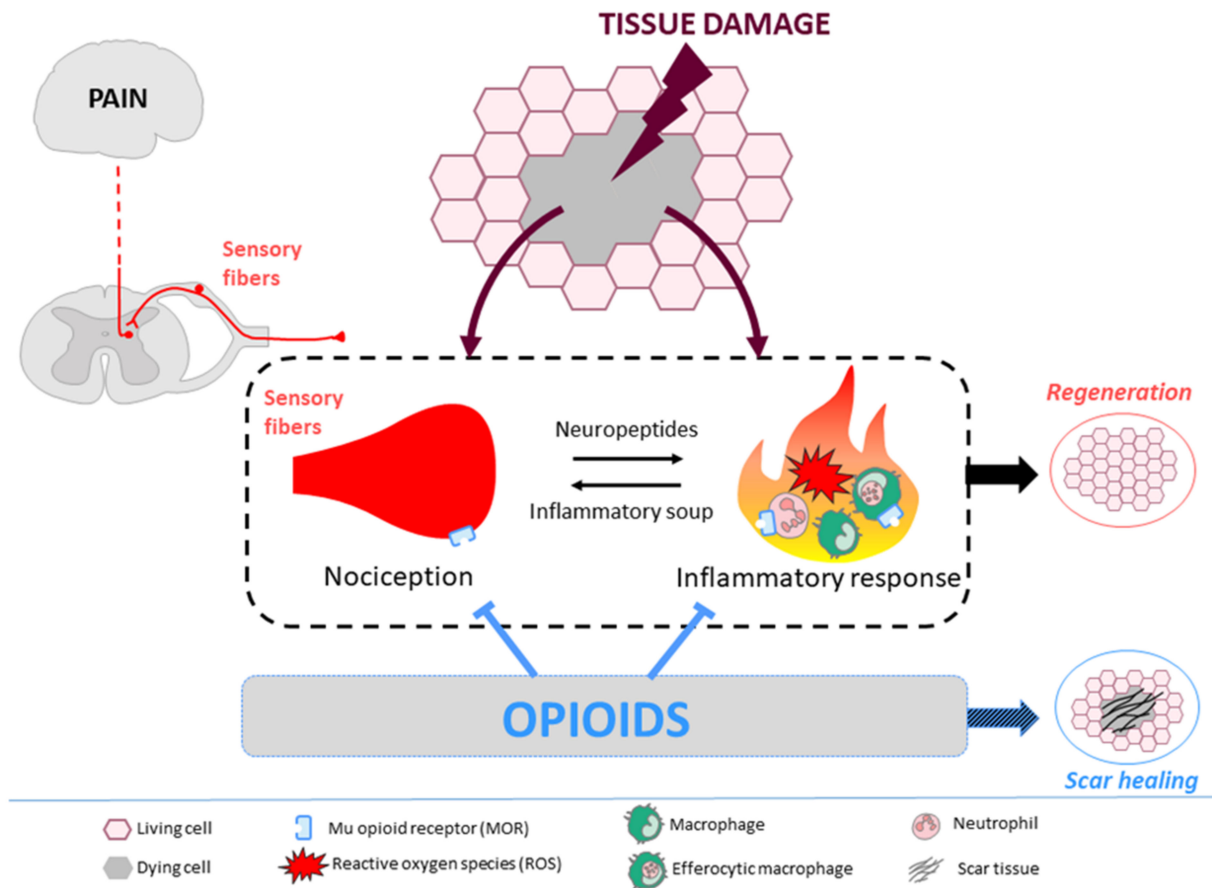 TISSUE DAMAGE
PAIN
Sensory
fibers
Sensory
fibers
Neuropeptides
Inflammatory soup
Nociception
Inflammatory response
Regeneration
OPIOIDS
Scar healing
Living cell
Mu opioid receptor (MOR)
Macrophage
Neutrophil
Dying cell
Reactive oxygen species (ROS)
Efferocytic macrophage
Scar tissue